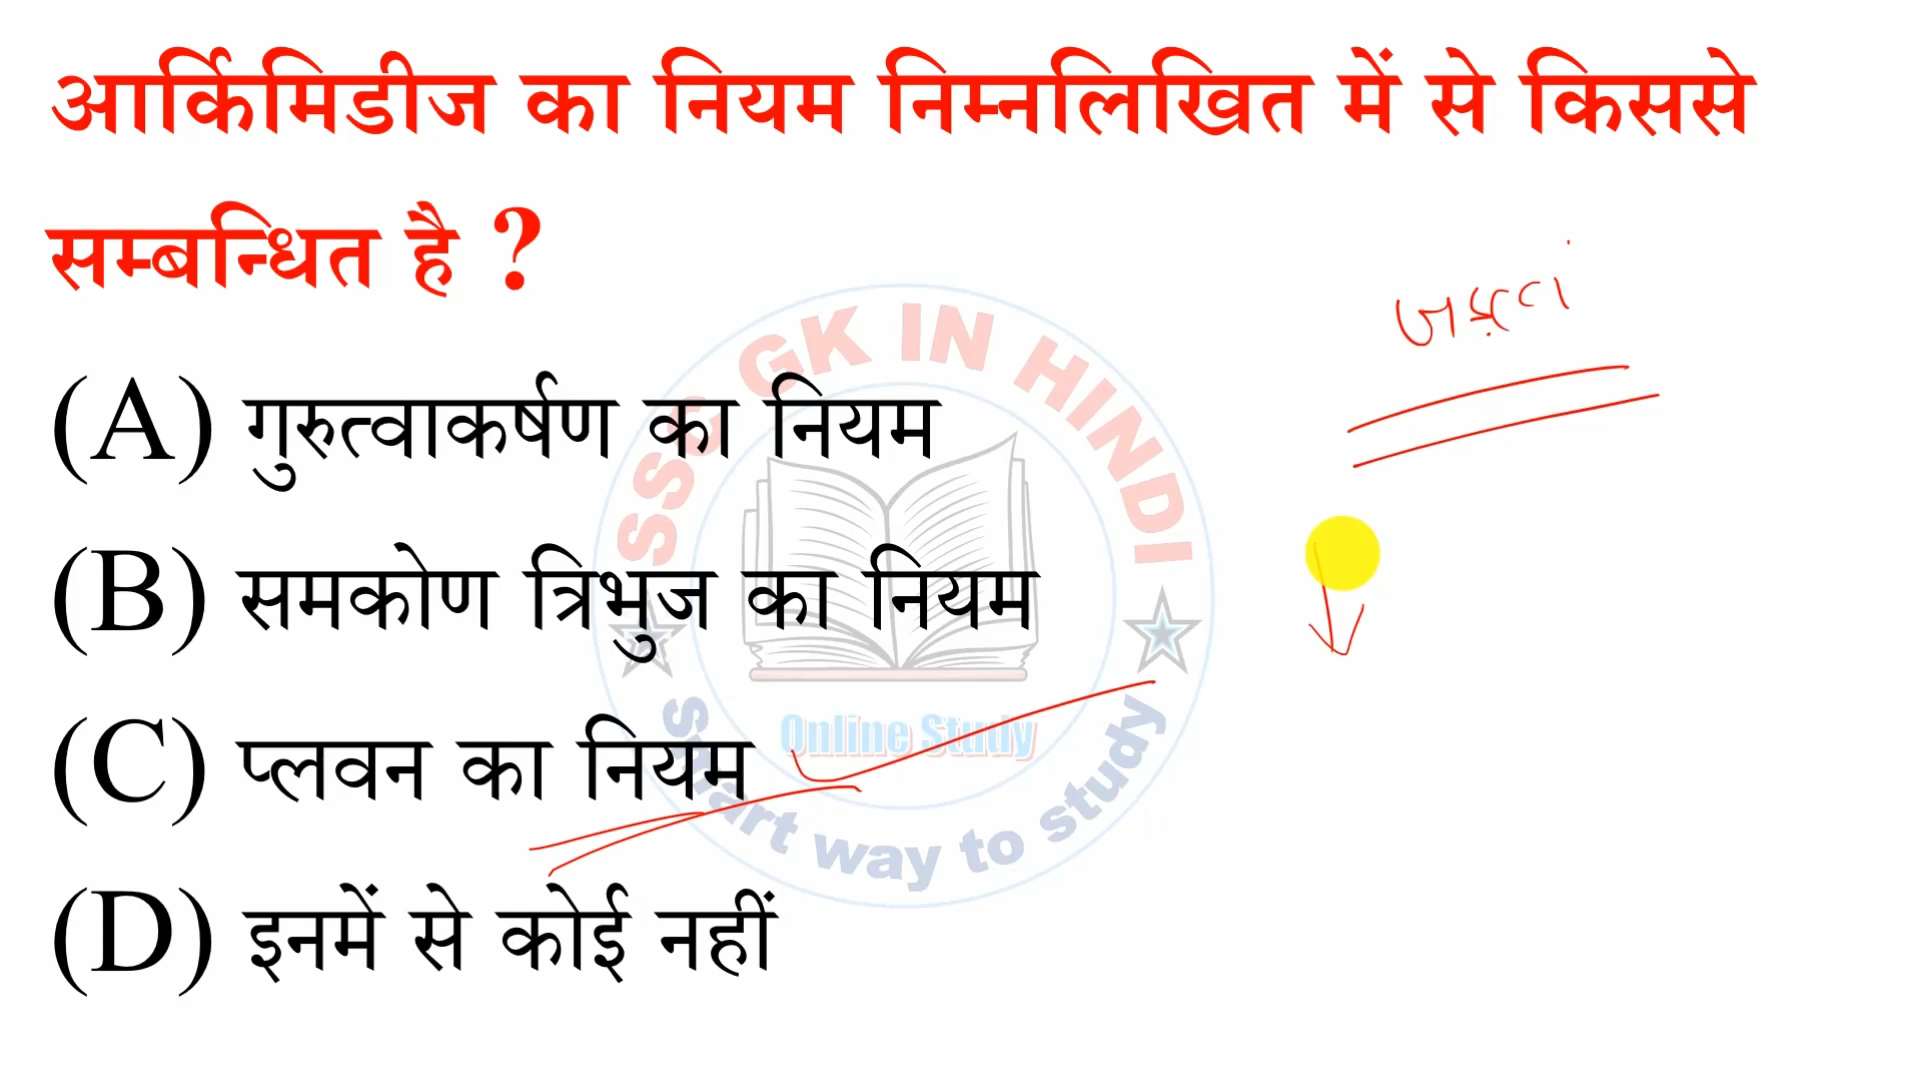 आर्किमिडीज का नियम निम्नलिखित में से किससे
सम्बन्धित है ?
(A) गुरुत्वाकर्षण का नियम
(B) समकोण त्रिभुज का नियम
(C) प्लवन का नियम
(D) इनमें से कोई नहीं
SSC GK IN HINDI
Online Study
Smart way to study